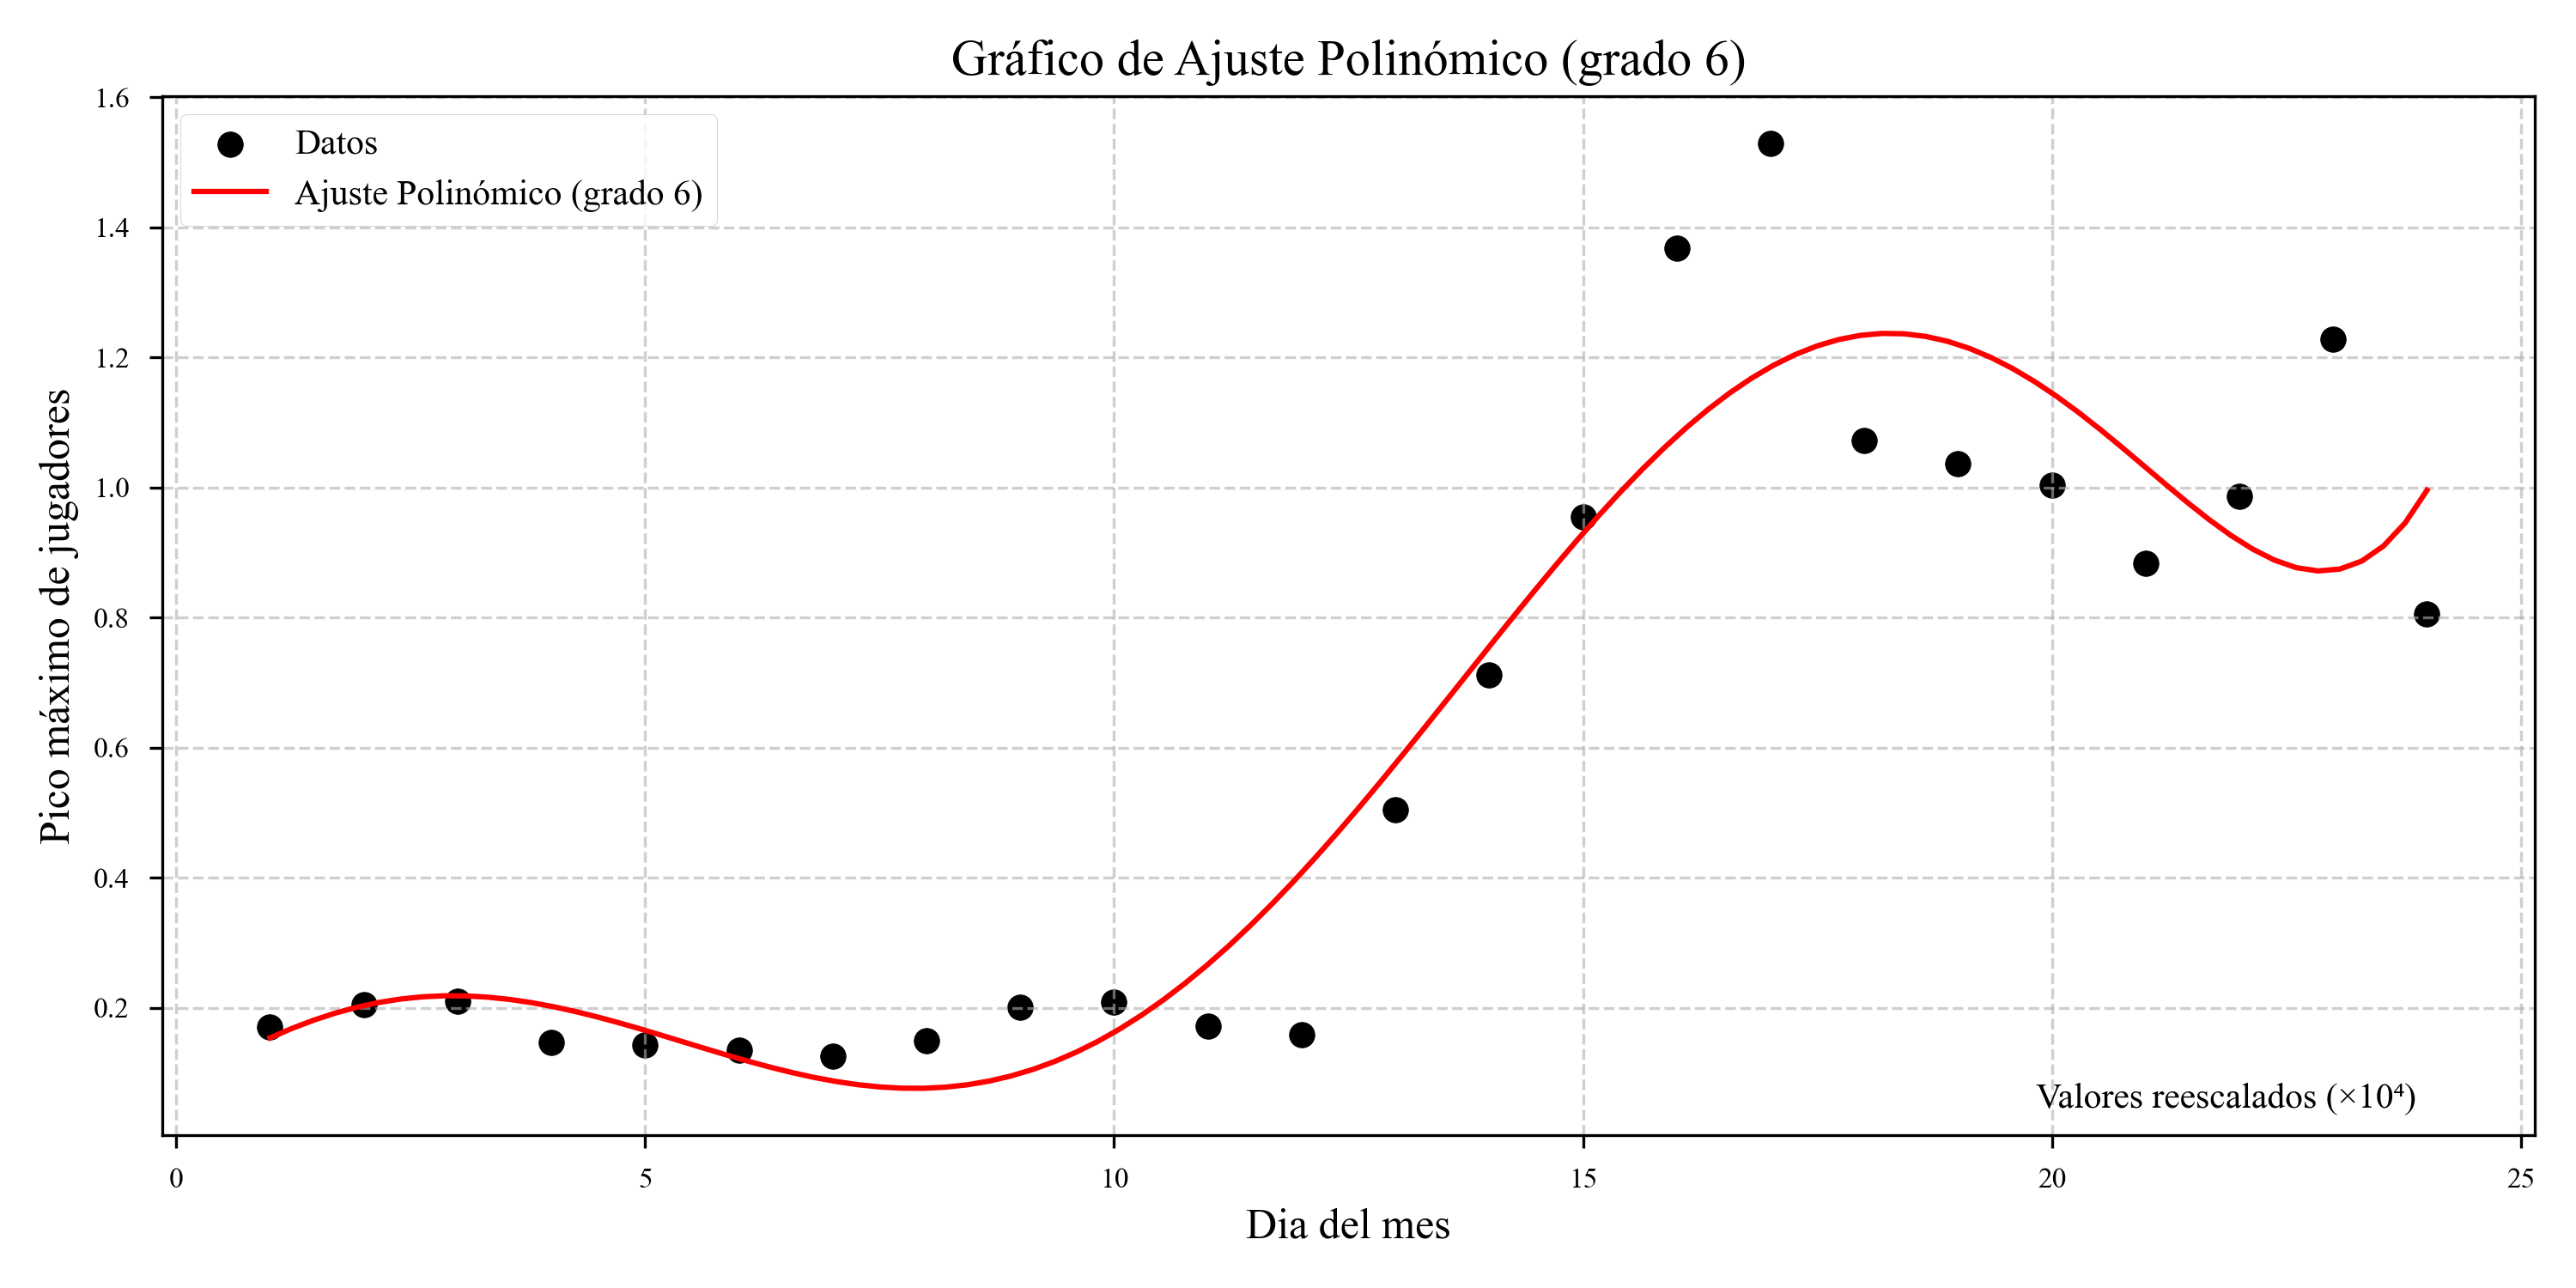 Gráfico de Ajuste Polinómico (grado 6)
Datos
Ajuste Polinómico (grado 6)
Pico máximo de jugadores
1.6
1.4
1.2
1.0
0.8
0.6
0.4
0.2
Valores reescalados (×10⁴)
0 5 10 15 20 25
Dia del mes